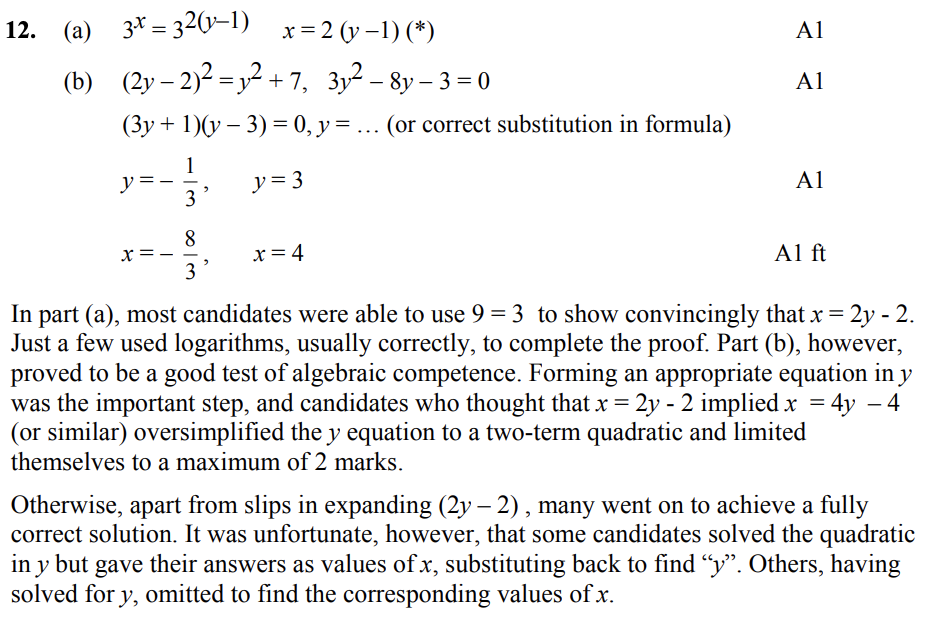 12. (a) 3^x = 3^2(y–1) x = 2 (y –1) (*) A1
(b) (2y – 2)² = y² + 7, 3y² – 8y – 3 = 0 A1
(3y + 1)(y – 3) = 0, y = … (or correct substitution in formula)
y = – 1/3, y = 3 A1
x = – 8/3, x = 4 A1 ft
In part (a), most candidates were able to use 9 = 3 to show convincingly that x = 2y - 2.
Just a few used logarithms, usually correctly, to complete the proof. Part (b), however,
proved to be a good test of algebraic competence. Forming an appropriate equation in y
was the important step, and candidates who thought that x = 2y - 2 implied x = 4y – 4
(or similar) oversimplified the y equation to a two-term quadratic and limited
themselves to a maximum of 2 marks.
Otherwise, apart from slips in expanding (2y – 2) , many went on to achieve a fully
correct solution. It was unfortunate, however, that some candidates solved the quadratic
in y but gave their answers as values of x, substituting back to find “y”. Others, having
solved for y, omitted to find the corresponding values of x.